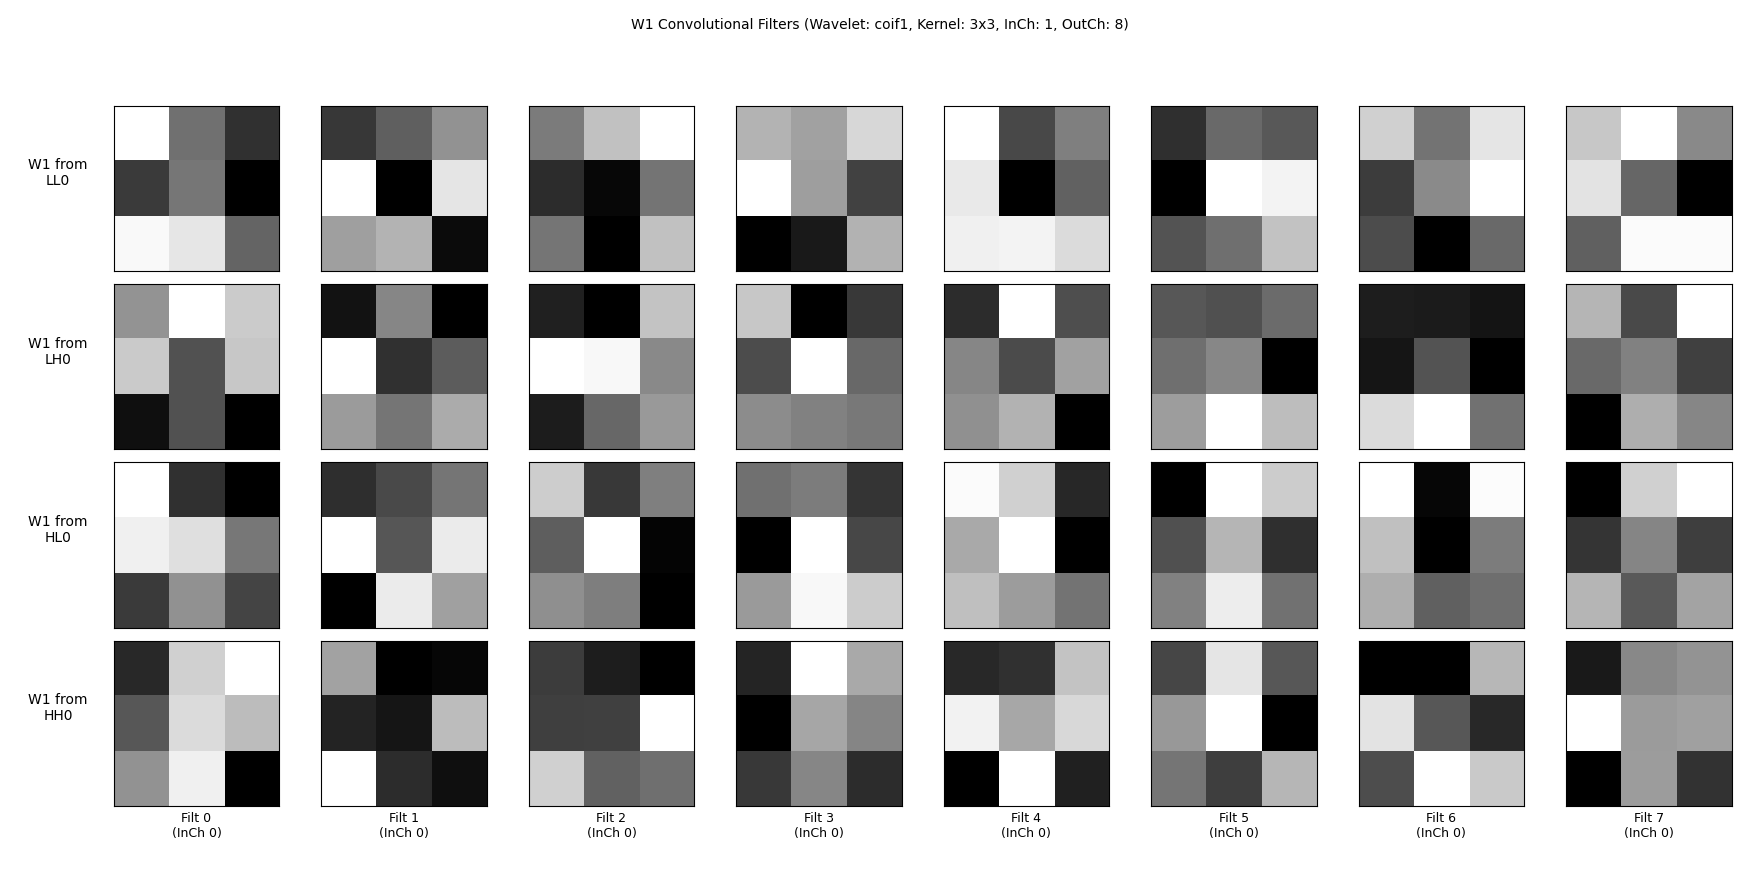 W1 Convolutional Filters (Wavelet: coif1, Kernel: 3x3, InCh: 1, OutCh: 8)
W1 from
LL0
W1 from
LH0
W1 from
HL0
W1 from
HH0
Filt 0
(InCh 0)
Filt 1
(InCh 0)
Filt 2
(InCh 0)
Filt 3
(InCh 0)
Filt 4
(InCh 0)
Filt 5
(InCh 0)
Filt 6
(InCh 0)
Filt 7
(InCh 0)